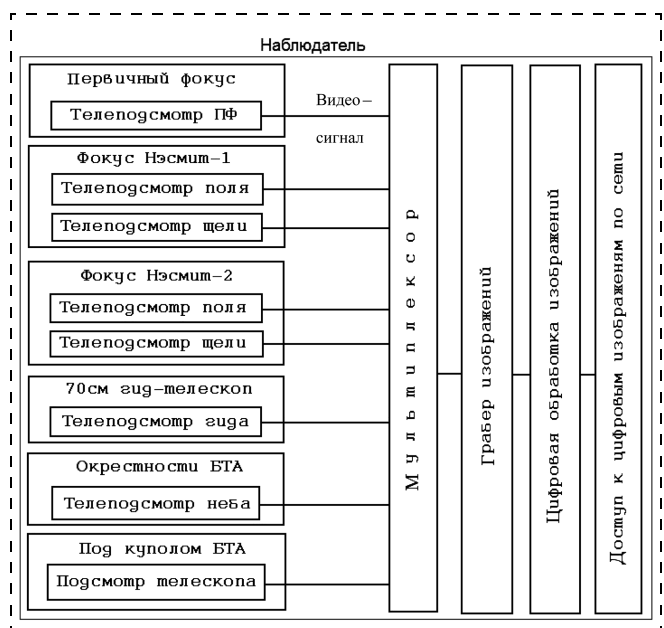 Наблюдатель
Первичный фокус
Телеподсмотр ПФ
Видео–
сигнал
Фокус Нэсмит–1
Телеподсмотр поля
Телеподсмотр щели
Фокус Нэсмит–2
Телеподсмотр поля
Телеподсмотр щели
70см гид–телескоп
Телеподсмотр гида
Окрестности БТА
Телеподсмотр неба
Под куполом БТА
Подсмотр телескопа
Мультиплексор
Грабер изображений
Цифровая обработка изображений
Доступ к цифровым изображеням по сети